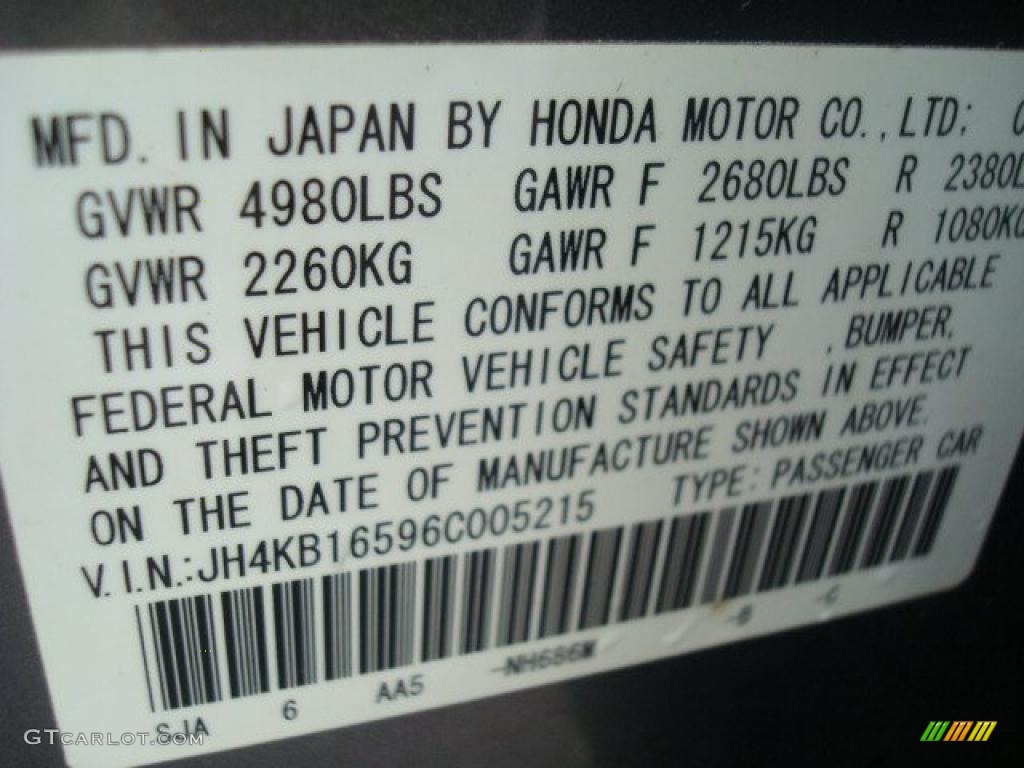 MFD. IN JAPAN BY HONDA MOTOR CO., LTD; C
GVWR 4980LBS GAWR F 2680LBS R 2380L
GVWR 2260KG GAWR F 1215KG R 1080KG
THIS VEHICLE CONFORMS TO ALL APPLICABLE
FEDERAL MOTOR VEHICLE SAFETY , BUMPER,
AND THEFT PREVENTION STANDARDS IN EFFECT
ON THE DATE OF MANUFACTURE SHOWN ABOVE.
V.I.N.:JH4KB16596C005215 TYPE: PASSENGER CAR
SJA 6 AA5 -NH686M -B -C
GTCARLOT.COM